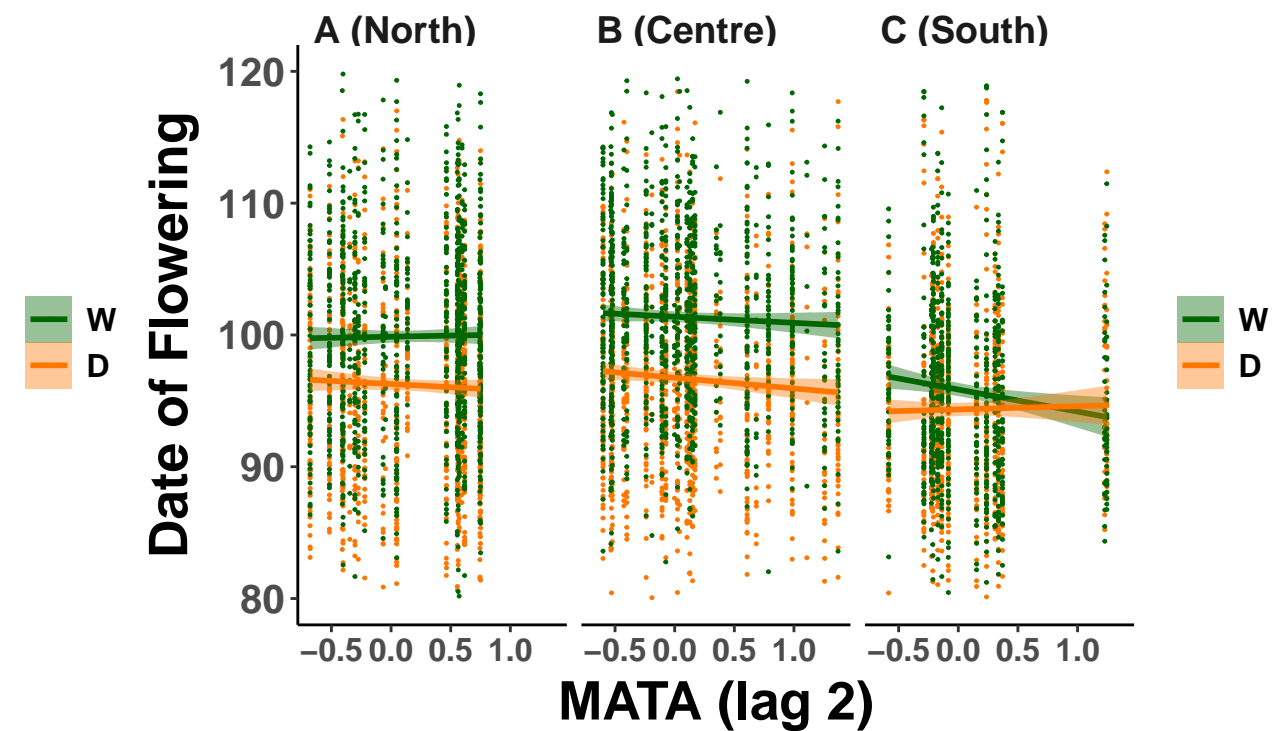 A (North) B (Centre) C (South)
120
110
100
90
80
Date of Flowering
W
D
W
D
−0.5 0.0 0.5 1.0 −0.5 0.0 0.5 1.0 −0.5 0.0 0.5 1.0
MATA (lag 2)